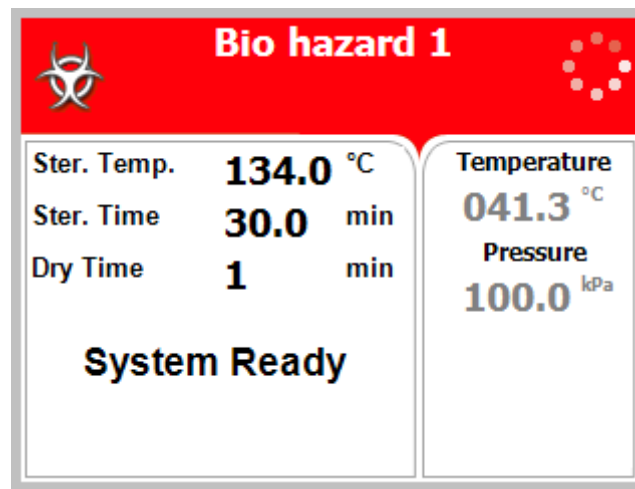 Bio hazard 1
Ster. Temp. 134.0 °C
Ster. Time 30.0 min
Dry Time 1 min
System Ready
Temperature
041.3 °C
Pressure
100.0 kPa